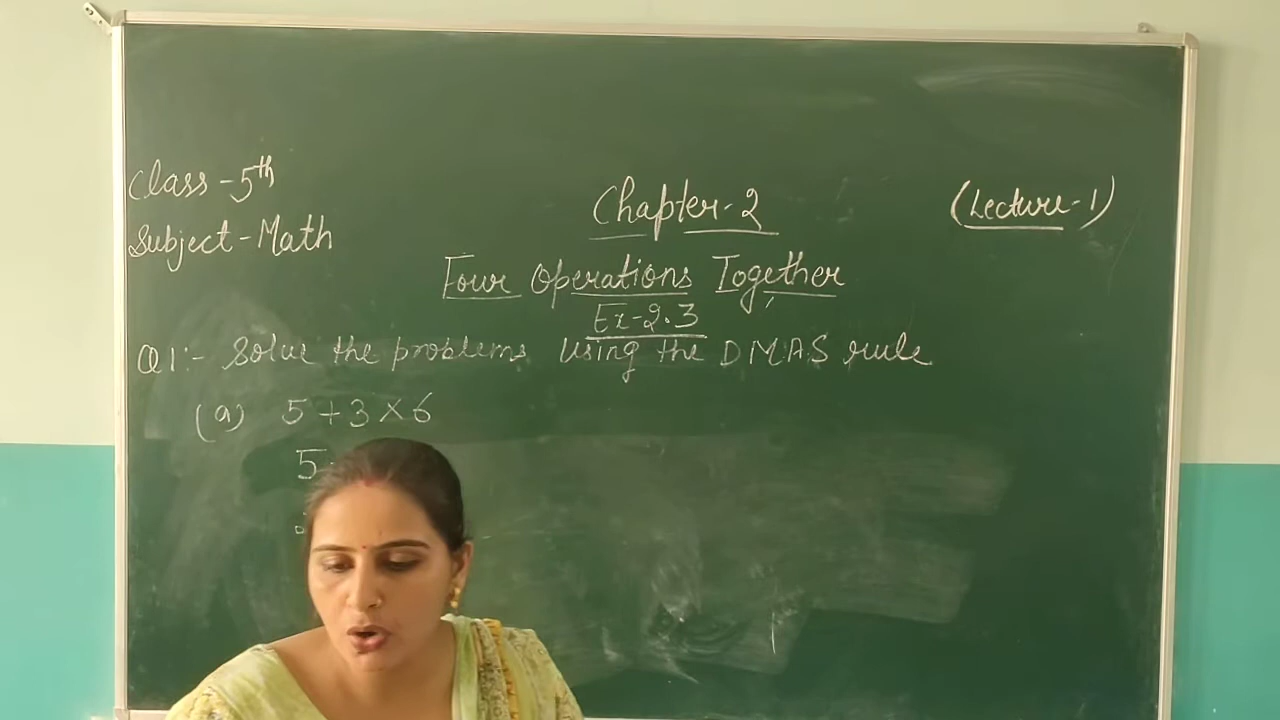 Class - 5th
Subject - Math
Chapter - 2
(Lecture - 1)
Four Operations Together
Ex - 2.3
Q1:- Solve the problems Using the DMAS rule
(a) 5 + 3 × 6
5